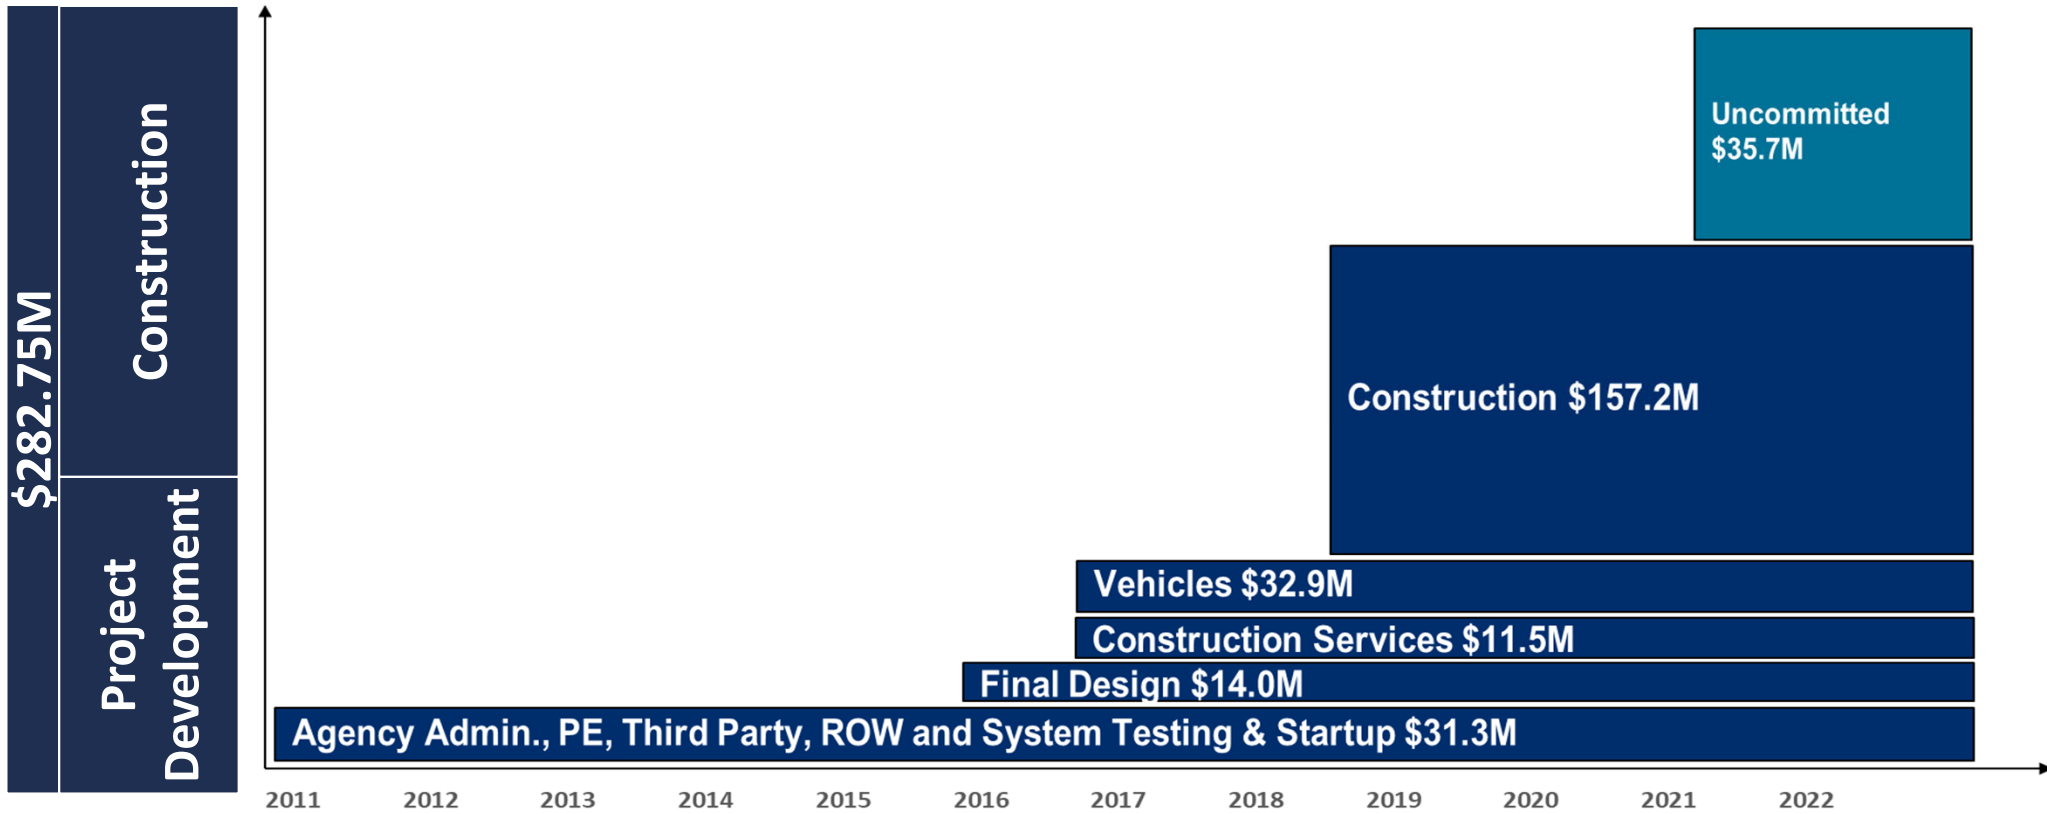 $282.75M
Construction
Project
Development
Uncommitted
$35.7M
Construction $157.2M
Vehicles $32.9M
Construction Services $11.5M
Final Design $14.0M
Agency Admin., PE, Third Party, ROW and System Testing & Startup $31.3M
2011 2012 2013 2014 2015 2016 2017 2018 2019 2020 2021 2022